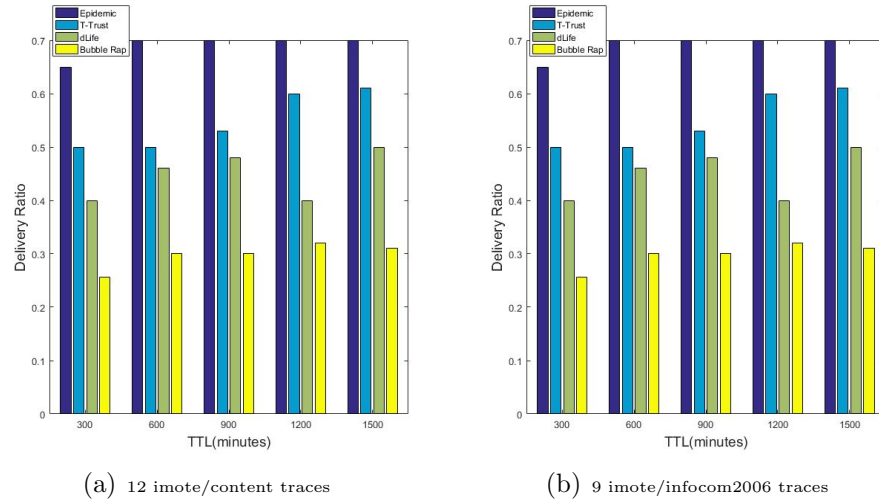 Epidemic
T-Trust
dLife
Bubble Rap
0.7
0.6
0.5
0.4
0.3
0.2
0.1
0
Delivery Ratio
300 600 900 1200 1500
TTL(minutes)
(a) 12 imote/content traces
Epidemic
T-Trust
dLife
Bubble Rap
0.7
0.6
0.5
0.4
0.3
0.2
0.1
0
Delivery Ratio
300 600 900 1200 1500
TTL(minutes)
(b) 9 imote/infocom2006 traces